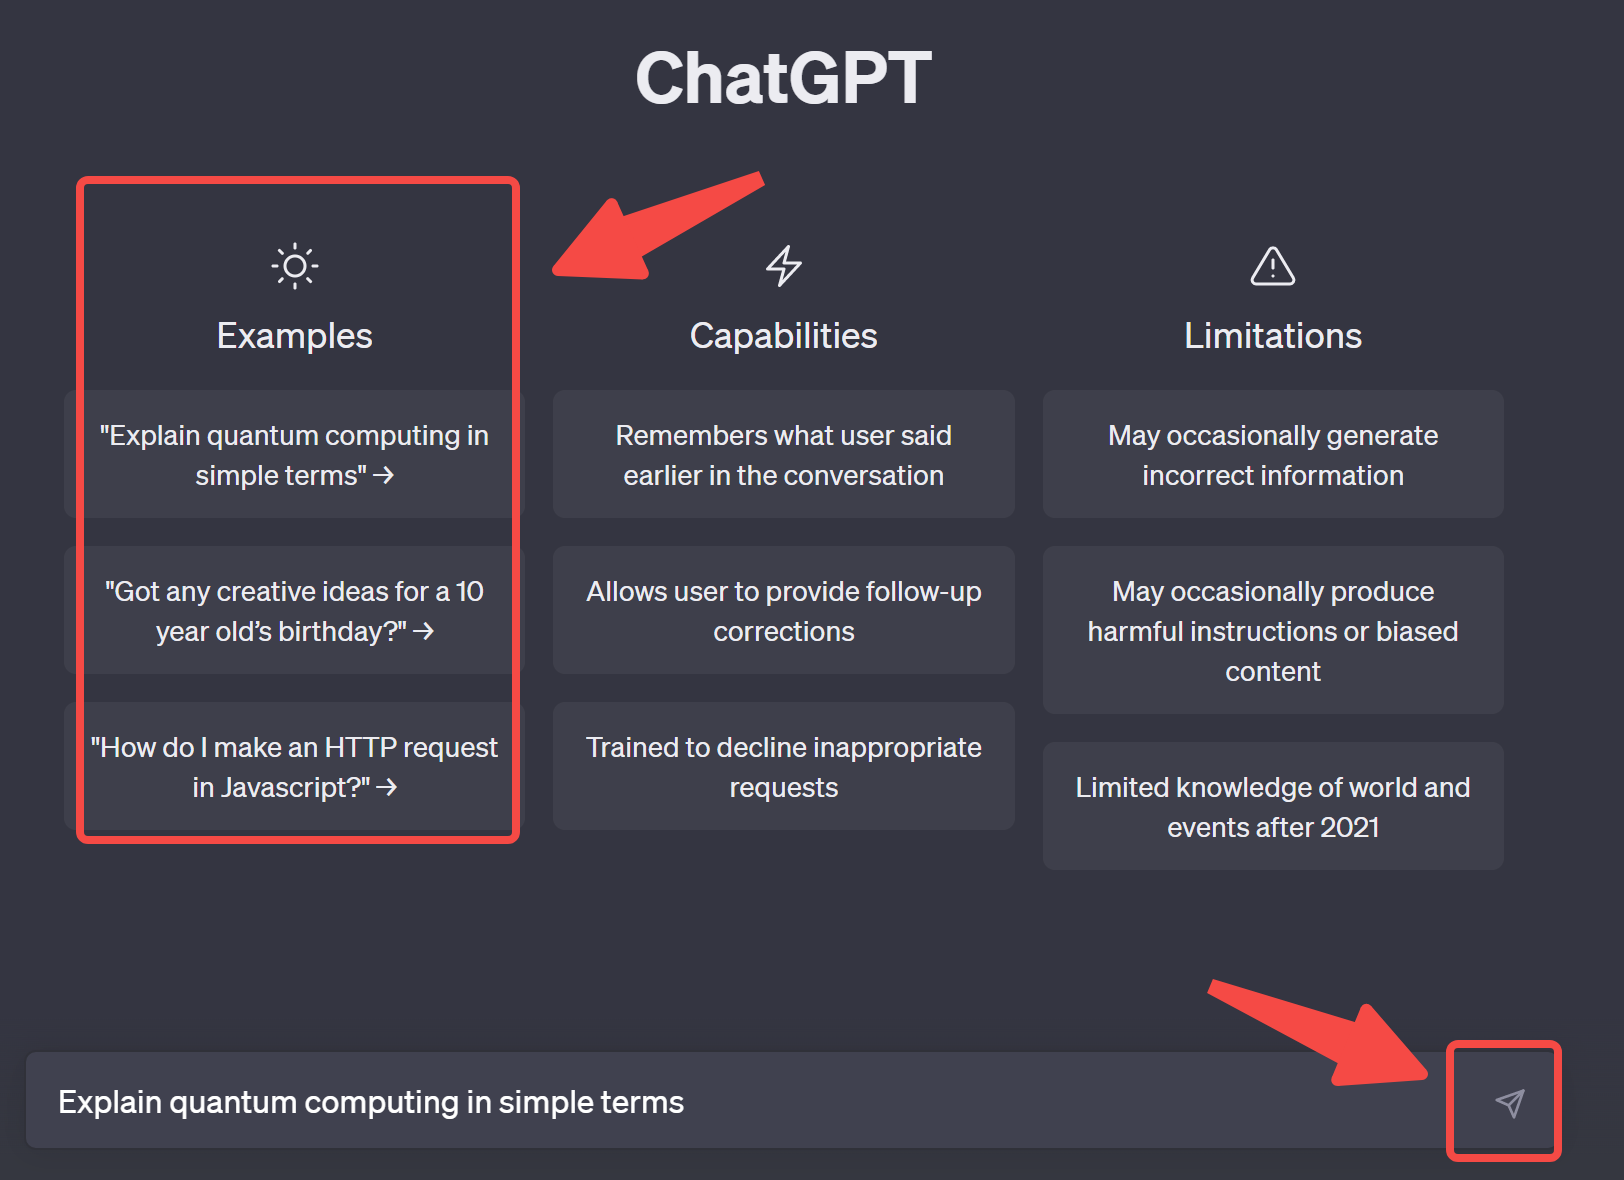 ChatGPT
Examples
"Explain quantum computing in
simple terms" →
"Got any creative ideas for a 10
year old’s birthday?" →
"How do I make an HTTP request
in Javascript?" →
Capabilities
Remembers what user said
earlier in the conversation
Allows user to provide follow-up
corrections
Trained to decline inappropriate
requests
Limitations
May occasionally generate
incorrect information
May occasionally produce
harmful instructions or biased
content
Limited knowledge of world and
events after 2021
Explain quantum computing in simple terms